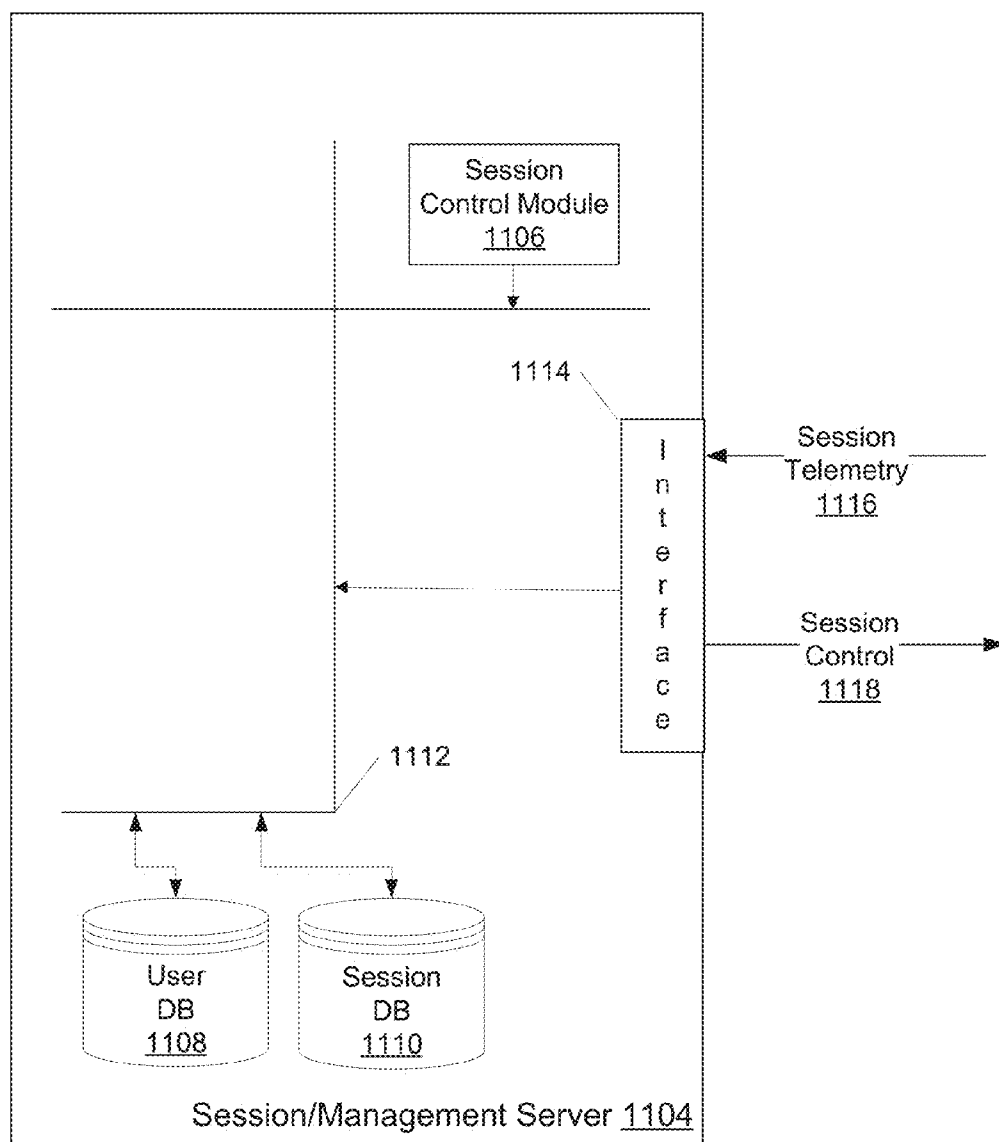 Session
Control Module
1106
1114
Interface
Session
Telemetry
1116
Session
Control
1118
1112
User
DB
1108
Session
DB
1110
Session/Management Server 1104